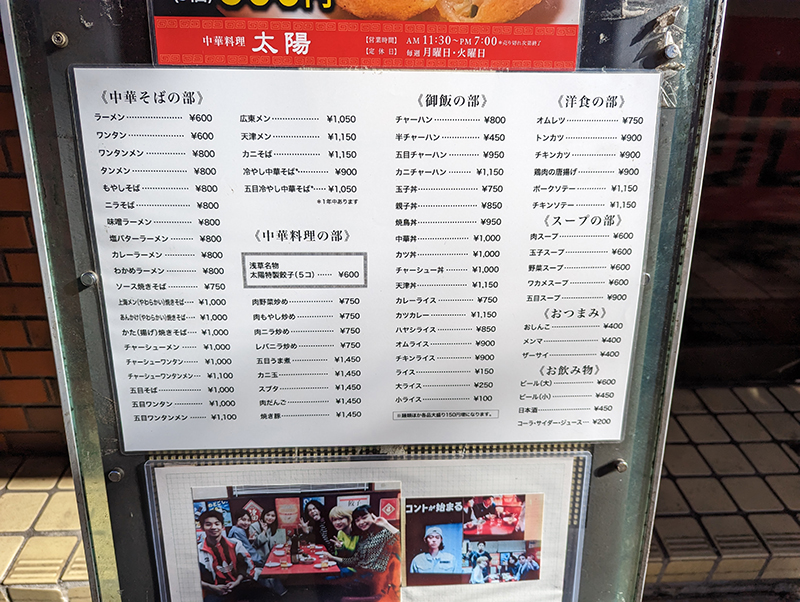 中華料理 太陽
【営業時間】 AM 11:30〜PM 7:00 ※売り切れ次第終了
【定休日】 毎週 月曜日・火曜日
《中華そばの部》
ラーメン ¥600
ワンタン ¥600
ワンタンメン ¥800
タンメン ¥800
もやしそば ¥800
ニラそば ¥800
味噌ラーメン ¥800
塩バターラーメン ¥800
カレーラーメン ¥800
わかめラーメン ¥800
ソース焼きそば ¥850
上海メン(やわらかい)焼きそば ¥1,000
あんかけ(やわらかい)焼きそば ¥1,000
かた(揚げ)焼きそば ¥1,000
チャーシューメン ¥1,000
チャーシューワンタン ¥1,000
チャーシューワンタンメン ¥1,100
五目そば ¥1,000
五目ワンタン ¥1,000
五目ワンタンメン ¥1,100
広東メン ¥1,050
天津メン ¥1,150
カニそば ¥1,150
冷やし中華そば* ¥900
五目冷やし中華そば* ¥1,050
*1年中あります
《中華料理の部》
浅草名物
太陽特製餃子(5コ) ¥600
肉野菜炒め ¥750
肉もやし炒め ¥750
肉ニラ炒め ¥750
レバニラ炒め ¥750
五目うま煮 ¥1,450
カニ玉 ¥1,450
スブタ ¥1,450
肉だんご ¥1,450
焼き豚 ¥1,450
《御飯の部》
チャーハン ¥800
半チャーハン ¥450
五目チャーハン ¥950
カニチャーハン ¥1,150
玉子丼 ¥750
親子丼 ¥850
焼鳥丼 ¥950
中華丼 ¥1,000
カツ丼 ¥1,000
チャーシュー丼 ¥1,000
天津丼 ¥1,150
カレーライス ¥750
カツカレー ¥1,150
ハヤシライス ¥850
オムライス ¥900
チキンライス ¥900
ライス ¥150
大ライス ¥250
小ライス ¥100
※麺類ほか各品大盛り150円増になります。
《洋食の部》
オムレツ ¥750
トンカツ ¥900
チキンカツ ¥900
鶏肉の唐揚げ ¥900
ポークソテー ¥1,150
チキンソテー ¥1,150
《スープの部》
肉スープ ¥600
玉子スープ ¥600
野菜スープ ¥600
ワカメスープ ¥600
五目スープ ¥900
《おつまみ》
おしんこ ¥400
メンマ ¥400
ザーサイ ¥400
《お飲み物》
ビール(大) ¥600
ビール(小) ¥450
日本酒 ¥450
コーラ・サイダー・ジュース ¥200
コントが始まる